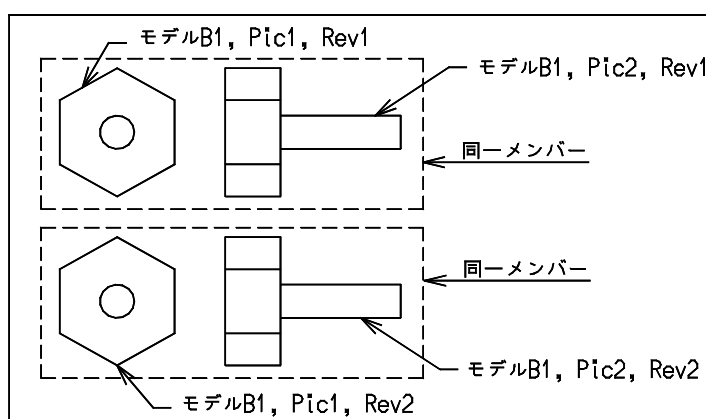 モデルB1, Pic1, Rev1
モデルB1, Pic2, Rev1
同一メンバー
同一メンバー
モデルB1, Pic2, Rev2
モデルB1, Pic1, Rev2